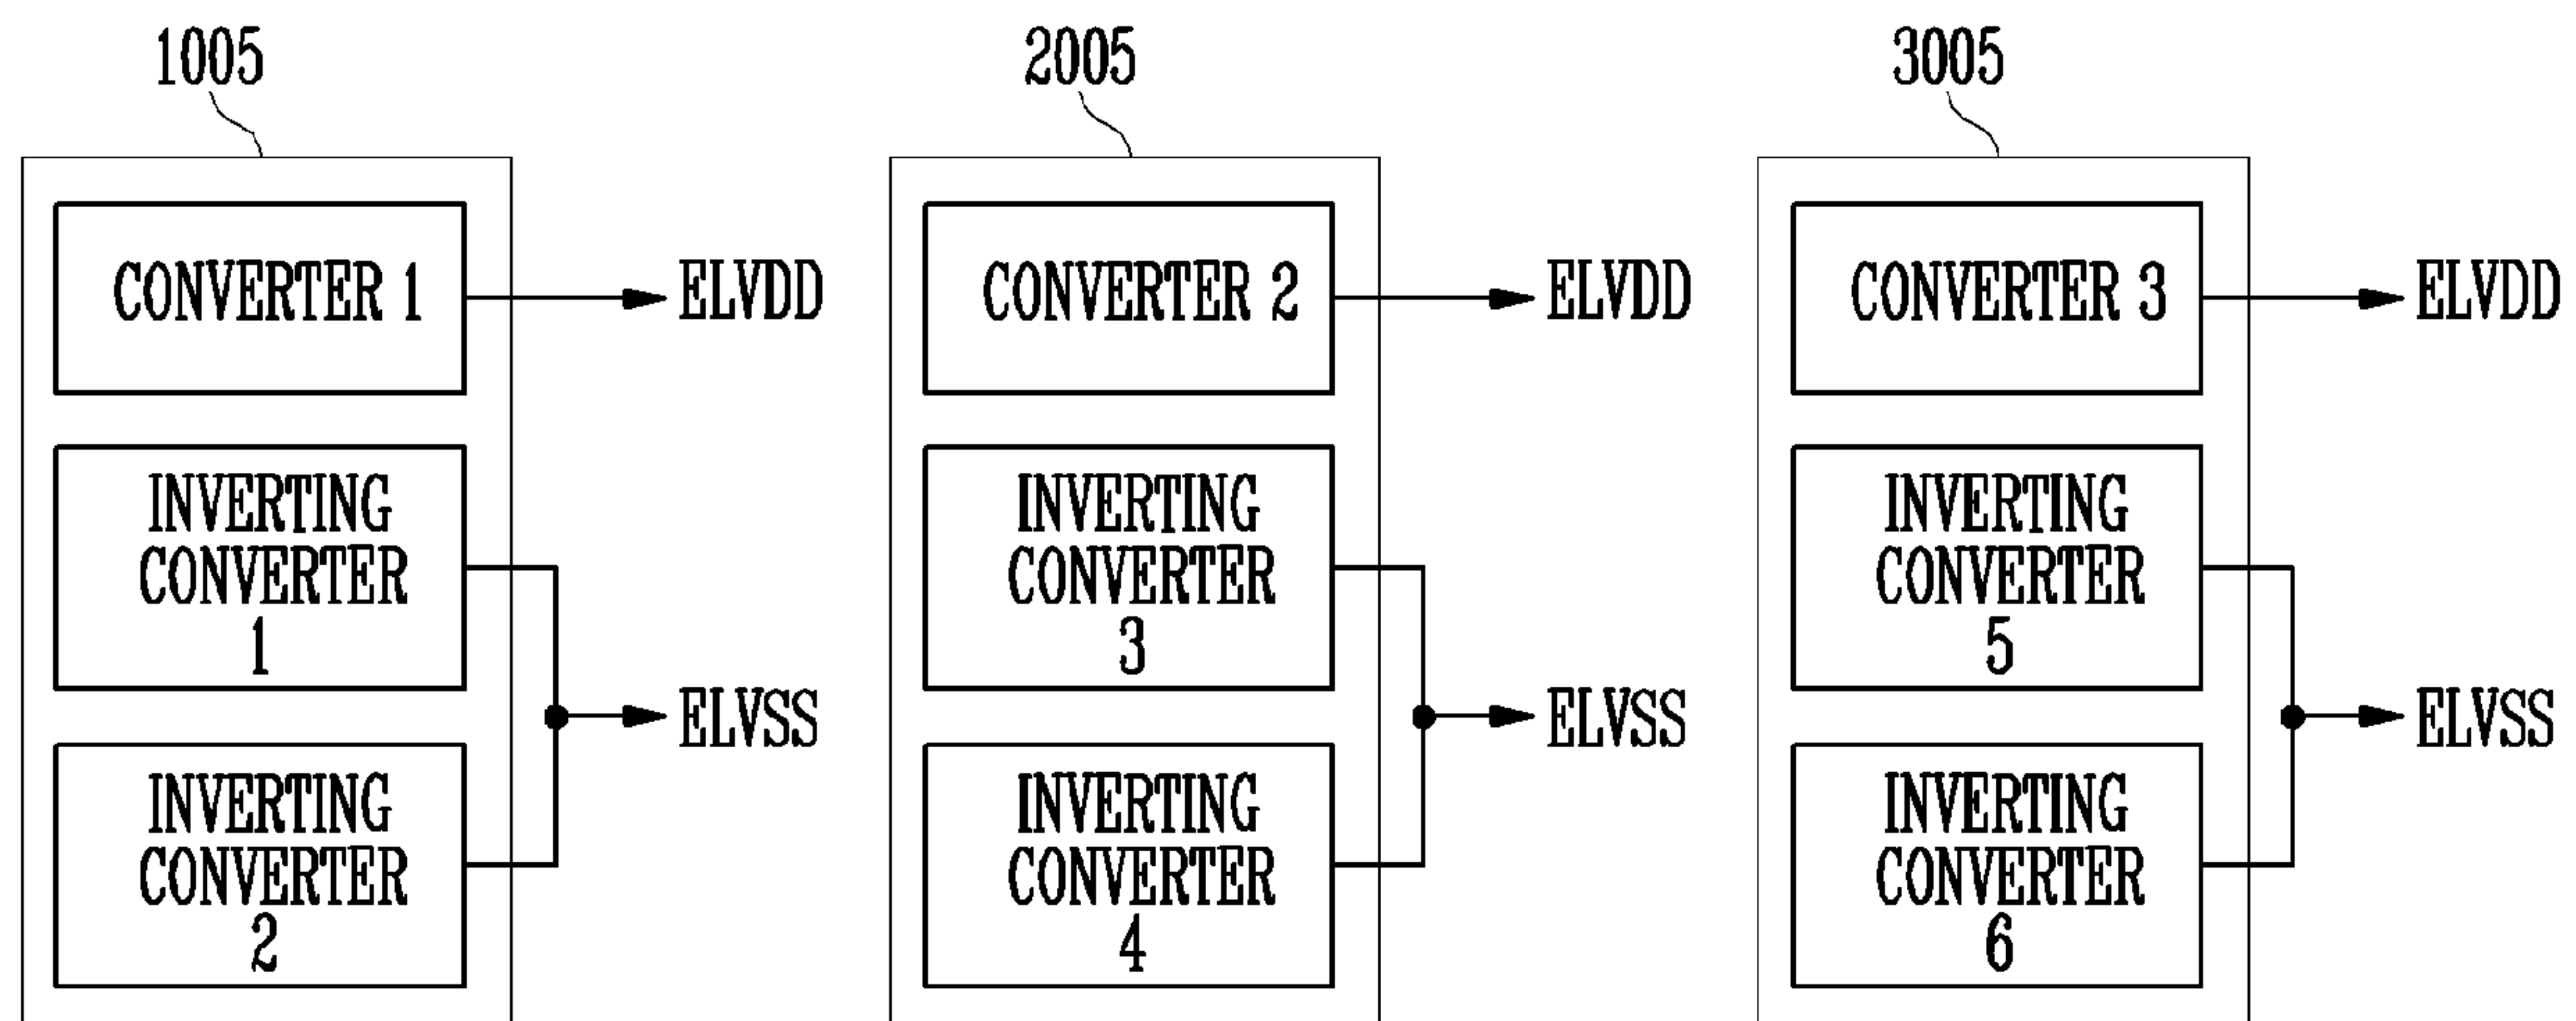 1005
2005
3005
CONVERTER 1
ELVDD
CONVERTER 2
ELVDD
CONVERTER 3
ELVDD
INVERTING
CONVERTER
1
INVERTING
CONVERTER
3
INVERTING
CONVERTER
5
ELVSS
ELVSS
ELVSS
INVERTING
CONVERTER
2
INVERTING
CONVERTER
4
INVERTING
CONVERTER
6